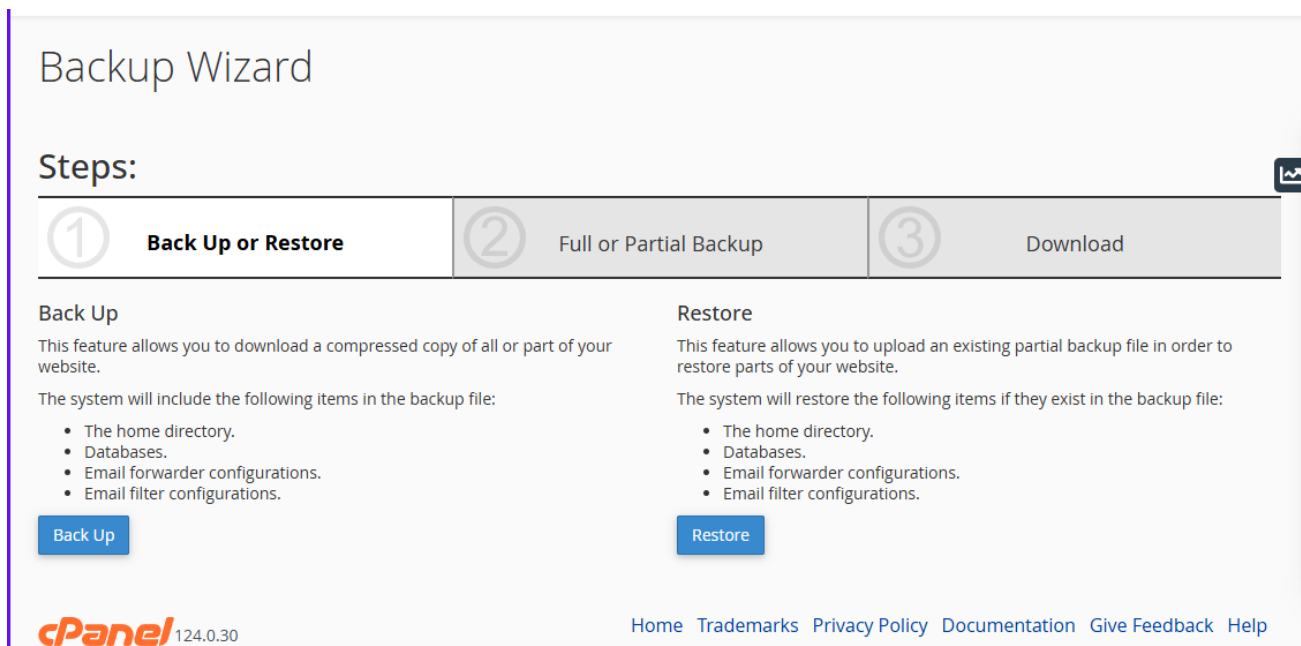 Backup Wizard
Steps:
1 Back Up or Restore
2 Full or Partial Backup
3 Download
Back Up
This feature allows you to download a compressed copy of all or part of your
website.
The system will include the following items in the backup file:
• The home directory.
• Databases.
• Email forwarder configurations.
• Email filter configurations.
Back Up
Restore
This feature allows you to upload an existing partial backup file in order to
restore parts of your website.
The system will restore the following items if they exist in the backup file:
• The home directory.
• Databases.
• Email forwarder configurations.
• Email filter configurations.
Restore
cPanel 124.0.30
Home Trademarks Privacy Policy Documentation Give Feedback Help